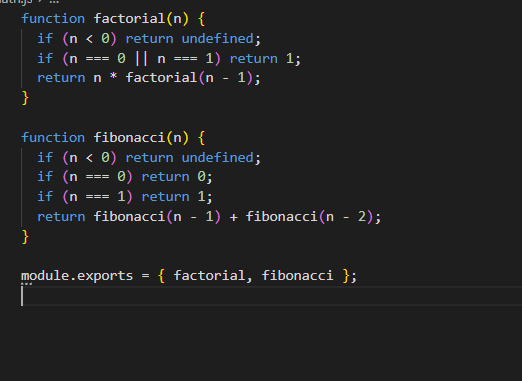 function factorial(n) {
  if (n < 0) return undefined;
  if (n === 0 || n === 1) return 1;
  return n * factorial(n - 1);
}

function fibonacci(n) {
  if (n < 0) return undefined;
  if (n === 0) return 0;
  if (n === 1) return 1;
  return fibonacci(n - 1) + fibonacci(n - 2);
}

module.exports = { factorial, fibonacci };